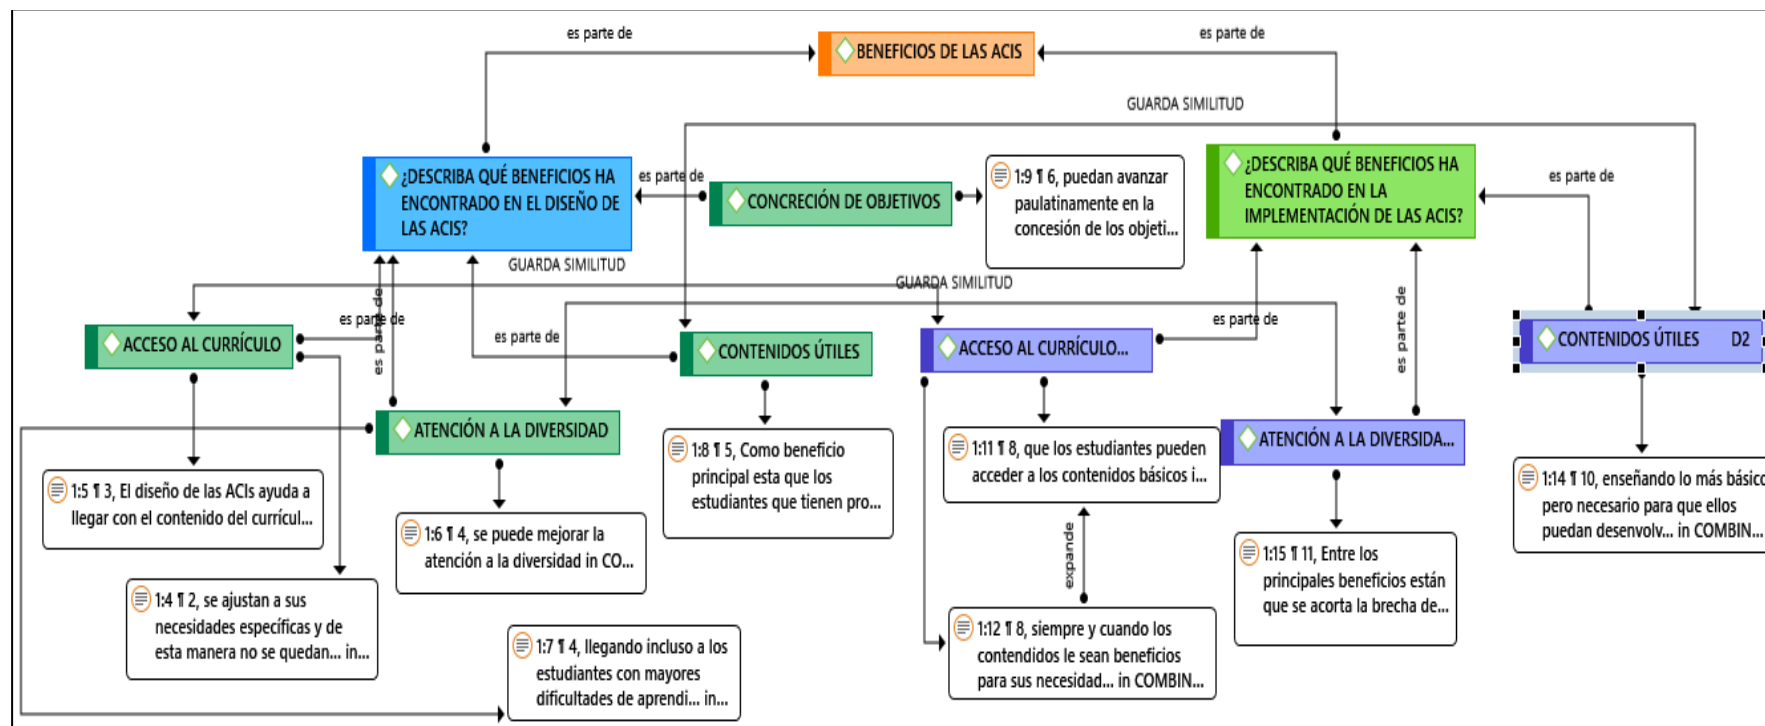 es parte de
BENEFICIOS DE LAS ACIS
es parte de
GUARDA SIMILITUD
¿DESCRIBA QUÉ BENEFICIOS HA
ENCONTRADO EN EL DISEÑO DE
LAS ACIS?
es parte de
CONCRECIÓN DE OBJETIVOS
1:9 ¶ 6, puedan avanzar
paulatinamente en la
concesión de los objeti...
¿DESCRIBA QUÉ BENEFICIOS HA
ENCONTRADO EN LA
IMPLEMENTACIÓN DE LAS ACIS?
es parte de
GUARDA SIMILITUD
GUARDA SIMILITUD
es parte de
es parte de
es parte de
es parte de
es parte de
ACCESO AL CURRÍCULO
CONTENIDOS ÚTILES
ACCESO AL CURRÍCULO...
CONTENIDOS ÚTILES D2
ATENCIÓN A LA DIVERSIDAD
ATENCIÓN A LA DIVERSIDA...
1:5 ¶ 3, El diseño de las ACIs ayuda a
llegar con el contenido del currícul...
1:8 ¶ 5, Como beneficio
principal esta que los
estudiantes que tienen pro...
1:11 ¶ 8, que los estudiantes pueden
acceder a los contenidos básicos i...
1:14 ¶ 10, enseñando lo más básico
pero necesario para que ellos
puedan desenvolv... in COMBIN...
1:6 ¶ 4, se puede mejorar la
atención a la diversidad in CO...
expande
1:15 ¶ 11, Entre los
principales beneficios están
que se acorta la brecha de...
1:4 ¶ 2, se ajustan a sus
necesidades específicas y de
esta manera no se quedan... in...
1:7 ¶ 4, llegando incluso a los
estudiantes con mayores
dificultades de aprendi... in...
1:12 ¶ 8, siempre y cuando los
contendidos le sean beneficios
para sus necesidad... in COMBIN...